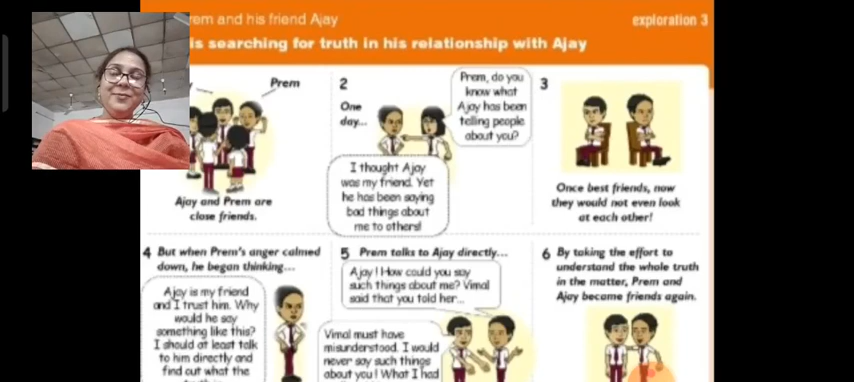 rem and his friend Ajay
exploration 3
is searching for truth in his relationship with Ajay
Prem
Ajay and Prem are
close friends.
2
One
day...
Prem, do you
know what
Ajay has been
telling people
about you?
I thought Ajay
was my friend. Yet
he has been saying
bad things about
me to others!
3
Once best friends, now
they would not even look
at each other!
4 But when Prem's anger calmed
down, he began thinking...
Ajay is my friend
and I trust him. Why
would he say
something like this?
I should at least talk
to him directly and
find out what the
5 Prem talks to Ajay directly...
Ajay! How could you say
such things about me? Vimal
said that you told her...
Vimal must have
misunderstood. I would
never say such things
about you! What I had
6 By taking the effort to
understand the whole truth
in the matter, Prem and
Ajay became friends again.